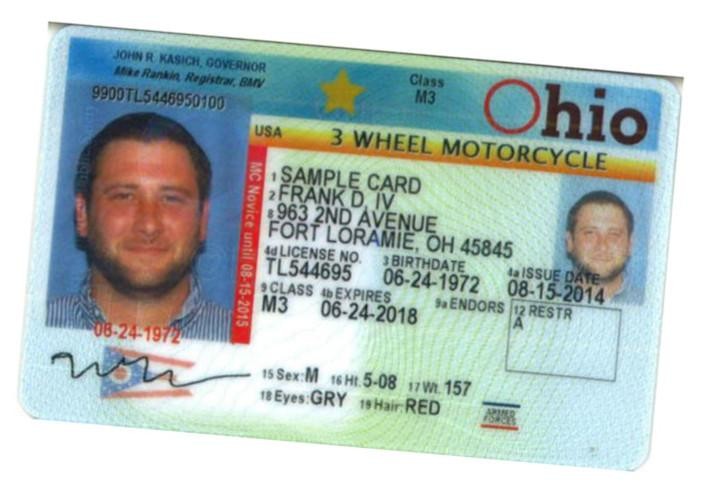 JOHN R. KASICH, GOVERNOR
Mike Rankin, Registrar, BMV
9900TL5446950100
Class
M3
Ohio
USA
3 WHEEL MOTORCYCLE
MC Novice until 08-15-2015
1 SAMPLE CARD
2 FRANK D, IV
8 963 2ND AVENUE
FORT LORAMIE, OH 45845
4d LICENSE NO.
TL544695
3 BIRTHDATE
06-24-1972
4a ISSUE DATE
08-15-2014
9 CLASS
M3
4b EXPIRES
06-24-2018
9a ENDORS
12 RESTR
A
06-24-1972
15 Sex:M 16 Ht. 5-08 17 Wt. 157
18 Eyes:GRY 19 Hair:RED
ARMED
FORCES